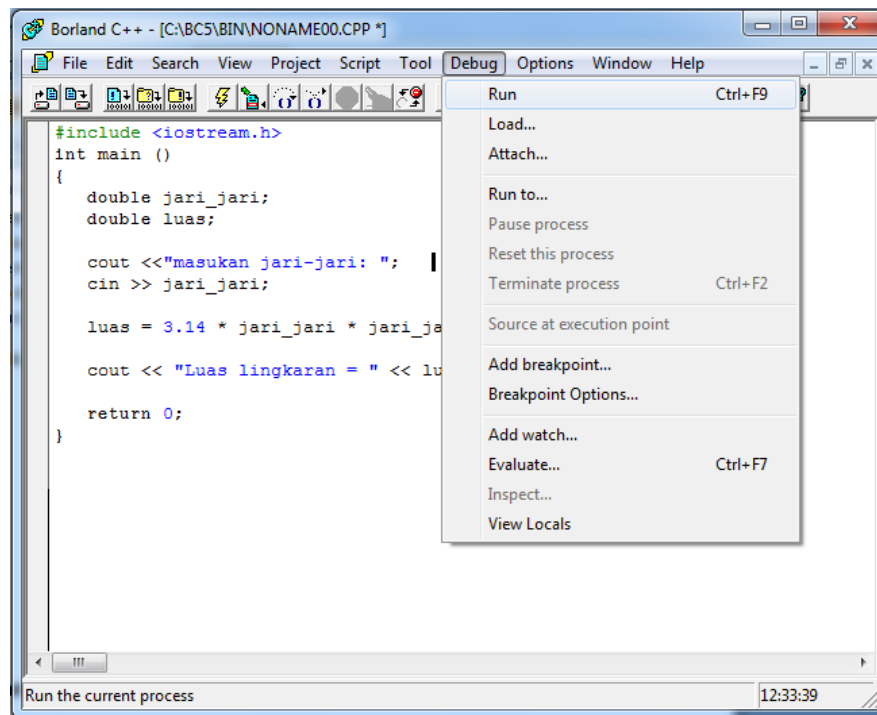 Borland C++ - [C:\BC5\BIN\NONAME00.CPP *]
File Edit Search View Project Script Tool Debug Options Window Help
#include <iostream.h>
int main ()
{
double jari_jari;
double luas;
cout <<"masukan jari-jari: ";
cin >> jari_jari;
luas = 3.14 * jari_jari * jari_ja
cout << "Luas lingkaran = " << lu
return 0;
}
Run Ctrl+F9
Load...
Attach...
Run to...
Pause process
Reset this process
Terminate process Ctrl+F2
Source at execution point
Add breakpoint...
Breakpoint Options...
Add watch...
Evaluate... Ctrl+F7
Inspect...
View Locals
Run the current process 12:33:39